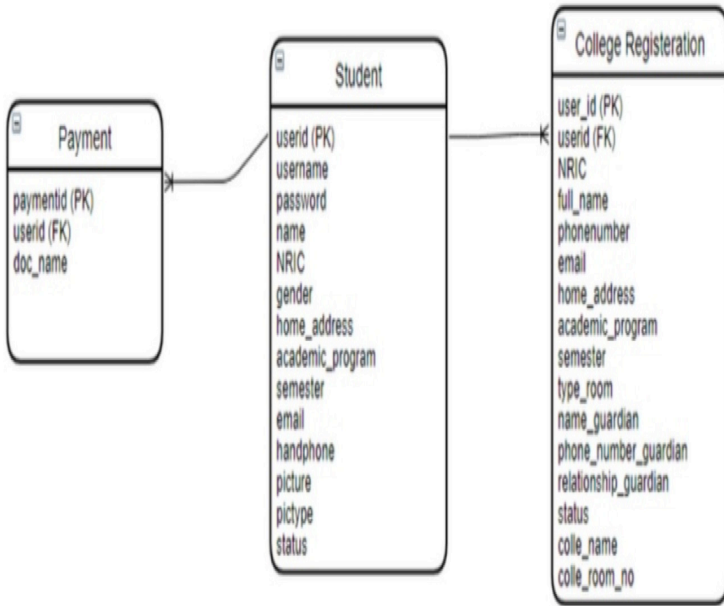 Payment
paymentid (PK)
userid (FK)
doc_name
Student
userid (PK)
username
password
name
NRIC
gender
home_address
academic_program
semester
email
handphone
picture
pictype
status
College Registeration
user_id (PK)
userid (FK)
NRIC
full_name
phonenumber
email
home_address
academic_program
semester
type_room
name_guardian
phone_number_guardian
relationship_guardian
status
colle_name
colle_room_no